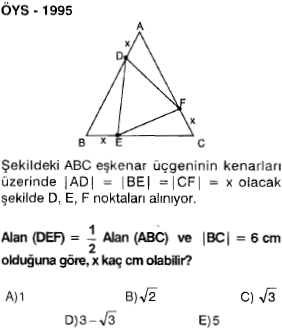 ÖYS - 1995
A
x
D
F
x
B
x
E
C
Şekildeki ABC eşkenar üçgeninin kenarları
üzerinde |AD| = |BE| = |CF| = x olacak
şekilde D, E, F noktaları alınıyor.
Alan (DEF) = 1/2 Alan (ABC) ve |BC| = 6 cm
olduğuna göre, x kaç cm olabilir?
A) 1 B) √2 C) √3
D) 3 - √3 E) 5